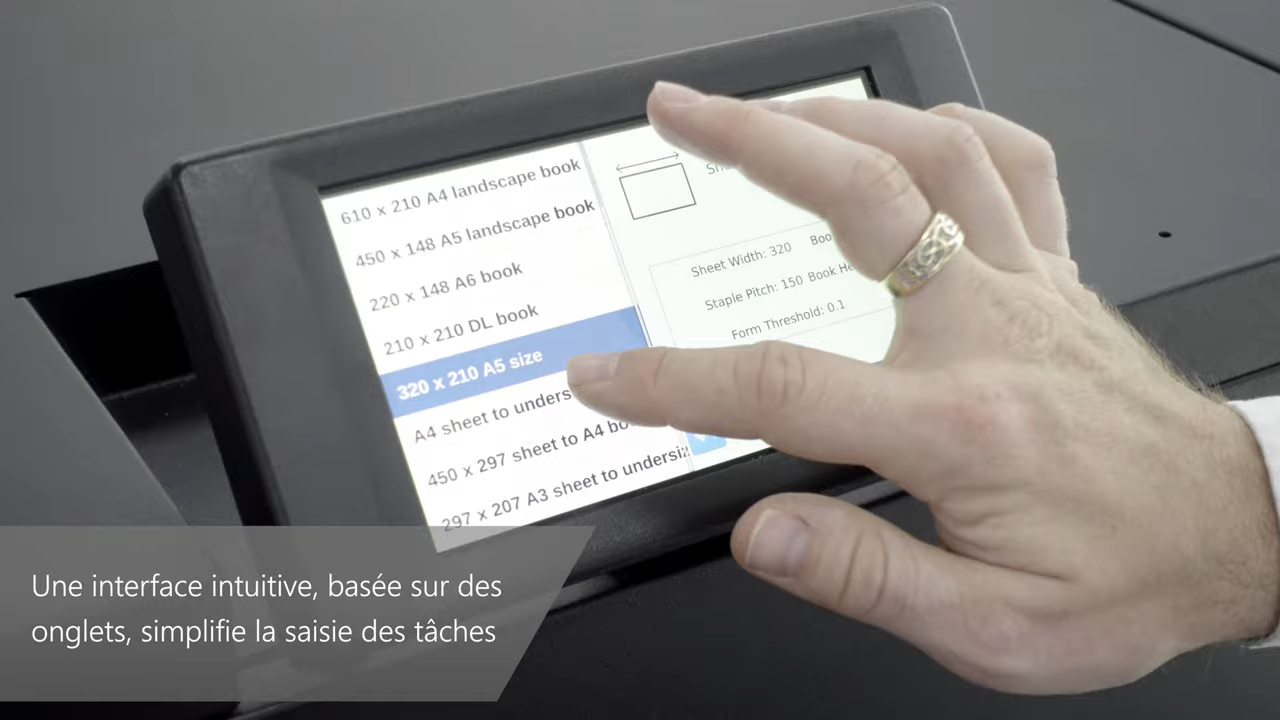 610 x 210 A4 landscape book
450 x 148 A5 landscape book
220 x 148 A6 book
210 x 210 DL book
320 x 210 A5 size
A4 sheet to
450 x 297 sheet to A4
297 x 207 A3 sheet to
Sheet Width: 320
Staple Pitch: 150 Book
Form Threshold: 0.1
Une interface intuitive, basée sur des
onglets, simplifie la saisie des tâches